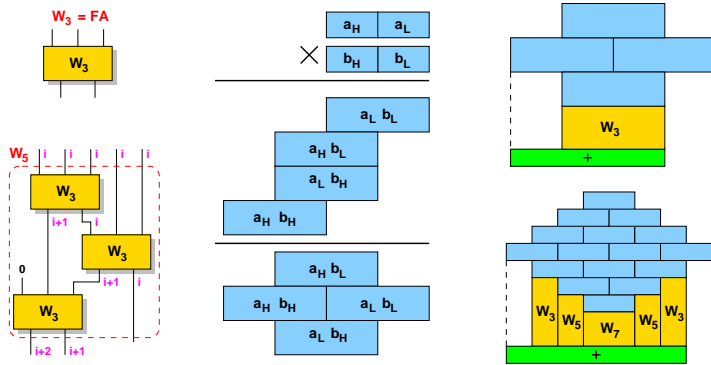 W3 = FA
W3
W5
i i i i i
W3
i+1 i
W3
0
i+1 i
W3
i+2 i+1
aH aL
× bH bL
aL bL
aH bL
aL bH
aH bH
aH bL
aH bH aL bL
aL bH
W3
+
W3 W5 W7 W5 W3
+